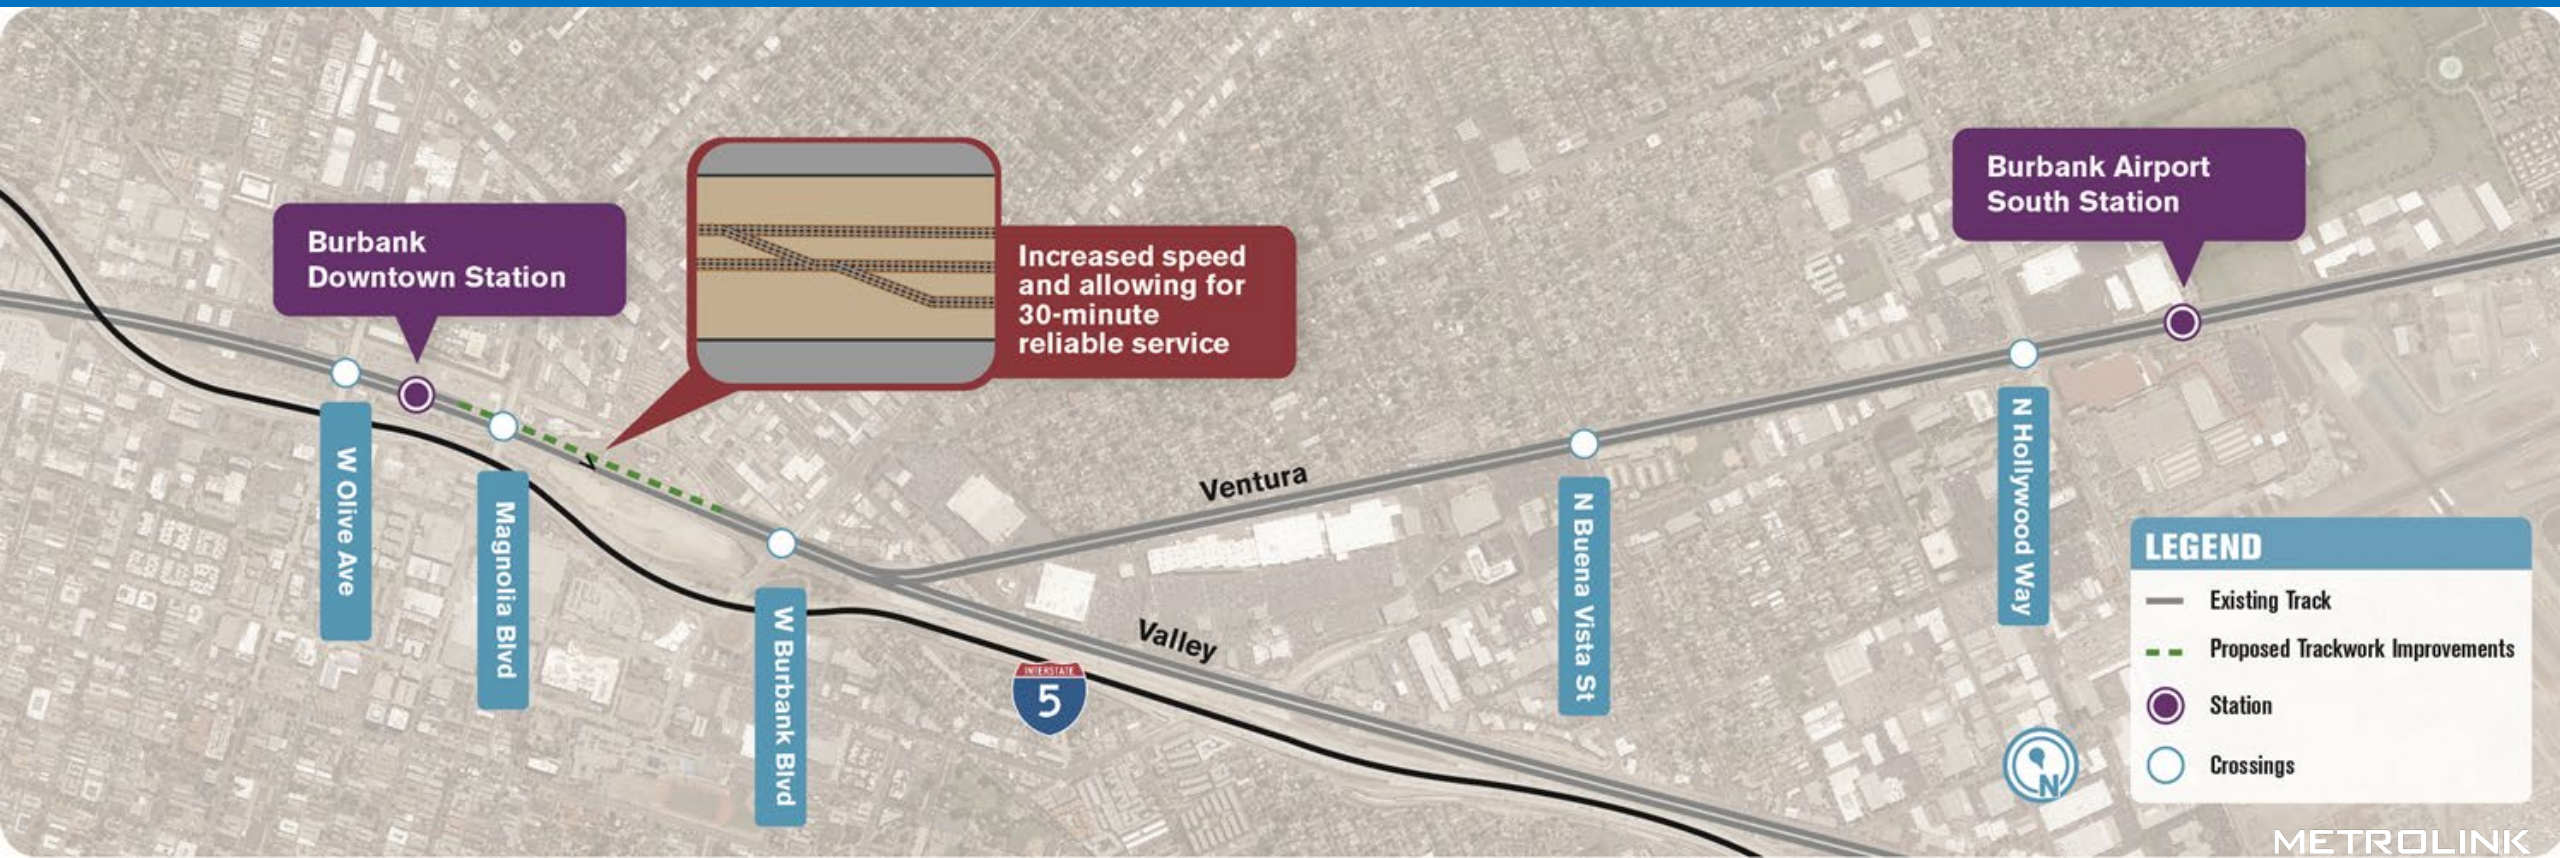 Burbank
Downtown Station
Increased speed
and allowing for
30-minute
reliable service
Burbank Airport
South Station
W Olive Ave
Magnolia Blvd
W Burbank Blvd
Ventura
Valley
INTERSTATE
5
N Buena Vista St
N Hollywood Way
LEGEND
Existing Track
Proposed Trackwork Improvements
Station
Crossings
N
METROLINK